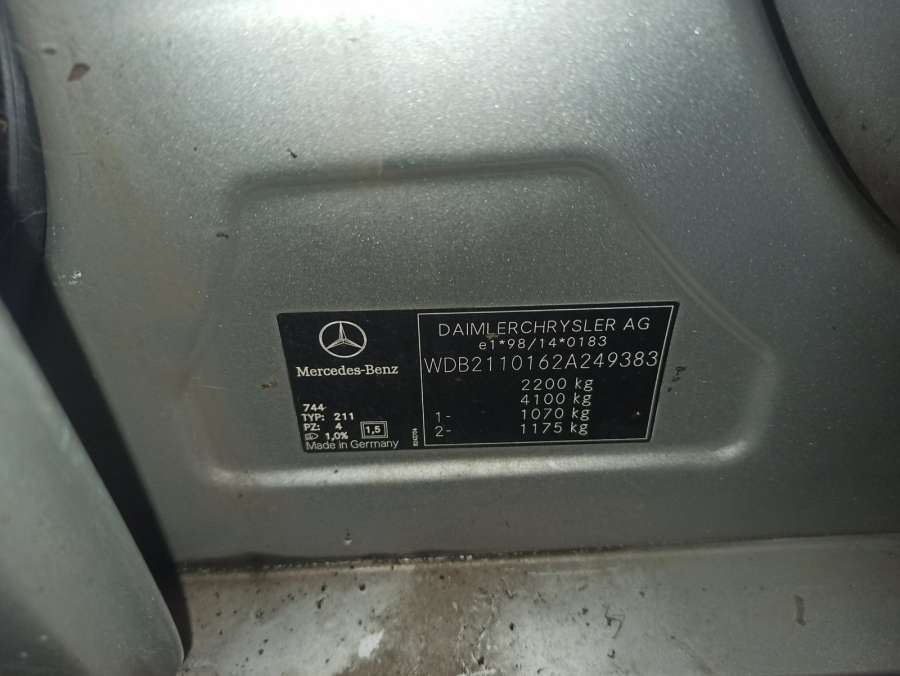 Mercedes-Benz
744
TYP: 211
PZ: 4
1,0%
1,5
Made in Germany
DAIMLERCHRYSLER AG
e1*98/14*0183
WDB2110162A249383
2200 kg
4100 kg
1- 1070 kg
2- 1175 kg